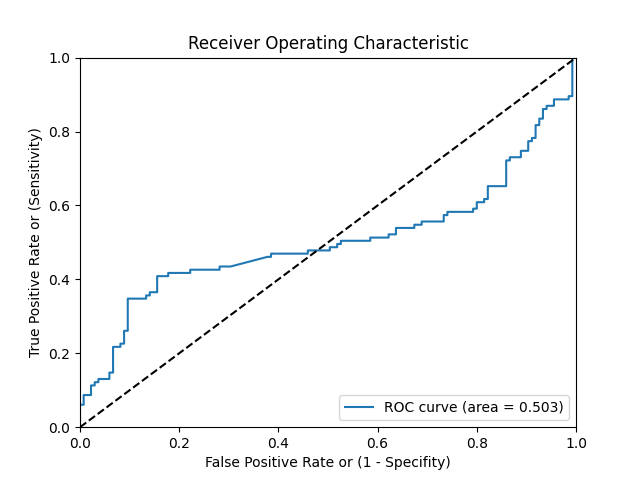 Receiver Operating Characteristic
True Positive Rate or (Sensitivity)
1.0
0.8
0.6
0.4
0.2
0.0
ROC curve (area = 0.503)
0.0 0.2 0.4 0.6 0.8 1.0
False Positive Rate or (1 - Specifity)